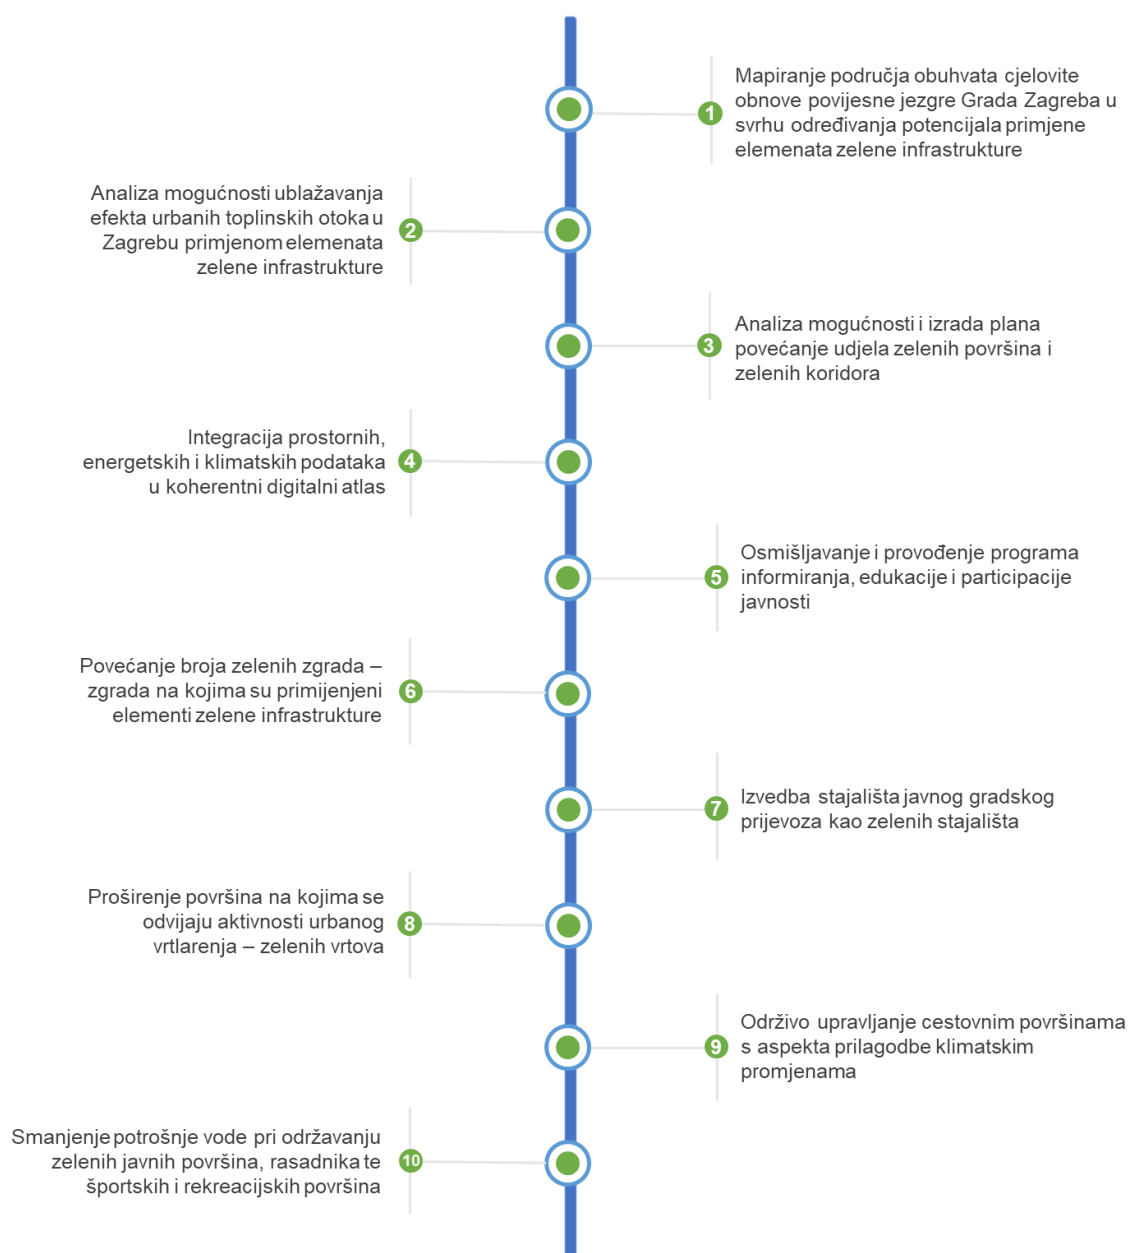 1
Mapiranje područja obuhvata cjelovite
obnove povijesne jezgre Grada Zagreba u
svrhu određivanja potencijala primjene
elemenata zelene infrastrukture
2
Analiza mogućnosti ublažavanja
efekta urbanih toplinskih otoka u
Zagrebu primjenom elemenata
zelene infrastrukture
3
Analiza mogućnosti i izrada plana
povećanje udjela zelenih površina i
zelenih koridora
4
Integracija prostornih,
energetskih i klimatskih podataka
u koherentni digitalni atlas
5
Osmišljavanje i provođenje programa
informiranja, edukacije i participacije
javnosti
6
Povećanje broja zelenih zgrada –
zgrada na kojima su primijenjeni
elementi zelene infrastrukture
7
Izvedba stajališta javnog gradskog
prijevoza kao zelenih stajališta
8
Proširenje površina na kojima se
odvijaju aktivnosti urbanog
vrtlarenja – zelenih vrtova
9
Održivo upravljanje cestovnim površinama
s aspekta prilagodbe klimatskim
promjenama
10
Smanjenje potrošnje vode pri održavanju
zelenih javnih površina, rasadnika te
športskih i rekreacijskih površina